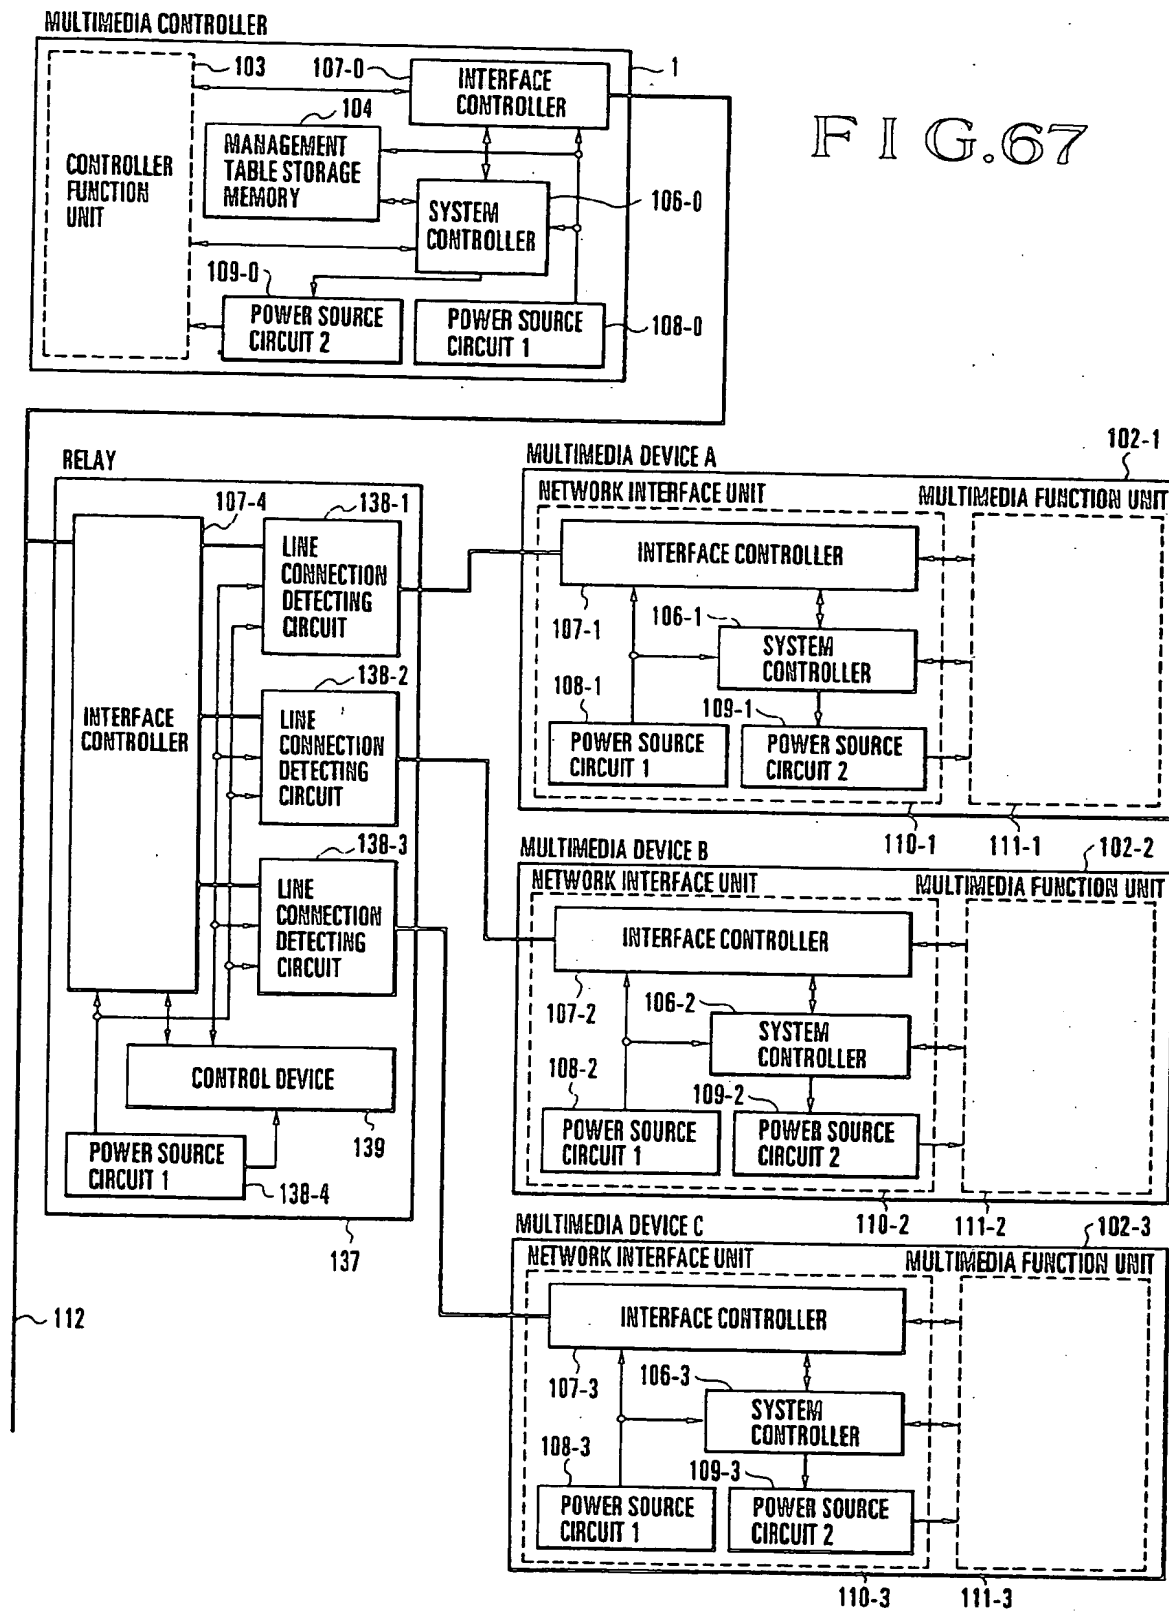 MULTIMEDIA CONTROLLER
FIG.67
103
107-0
INTERFACE
CONTROLLER
1
104
MANAGEMENT
TABLE STORAGE
MEMORY
CONTROLLER
FUNCTION
UNIT
SYSTEM
CONTROLLER
106-0
109-0
POWER SOURCE
CIRCUIT 2
POWER SOURCE
CIRCUIT 1
108-0
RELAY
107-4
138-1
LINE
CONNECTION
DETECTING
CIRCUIT
138-2
LINE
CONNECTION
DETECTING
CIRCUIT
INTERFACE
CONTROLLER
138-3
LINE
CONNECTION
DETECTING
CIRCUIT
CONTROL DEVICE
139
POWER SOURCE
CIRCUIT 1
138-4
137
112
MULTIMEDIA DEVICE A
102-1
NETWORK INTERFACE UNIT
MULTIMEDIA FUNCTION UNIT
INTERFACE CONTROLLER
107-1
106-1
SYSTEM
CONTROLLER
108-1
109-1
POWER SOURCE
CIRCUIT 1
POWER SOURCE
CIRCUIT 2
110-1
111-1
MULTIMEDIA DEVICE B
102-2
NETWORK INTERFACE UNIT
MULTIMEDIA FUNCTION UNIT
INTERFACE CONTROLLER
107-2
106-2
SYSTEM
CONTROLLER
108-2
109-2
POWER SOURCE
CIRCUIT 1
POWER SOURCE
CIRCUIT 2
110-2
111-2
MULTIMEDIA DEVICE C
102-3
NETWORK INTERFACE UNIT
MULTIMEDIA FUNCTION UNIT
INTERFACE CONTROLLER
107-3
106-3
SYSTEM
CONTROLLER
108-3
109-3
POWER SOURCE
CIRCUIT 1
POWER SOURCE
CIRCUIT 2
110-3
111-3